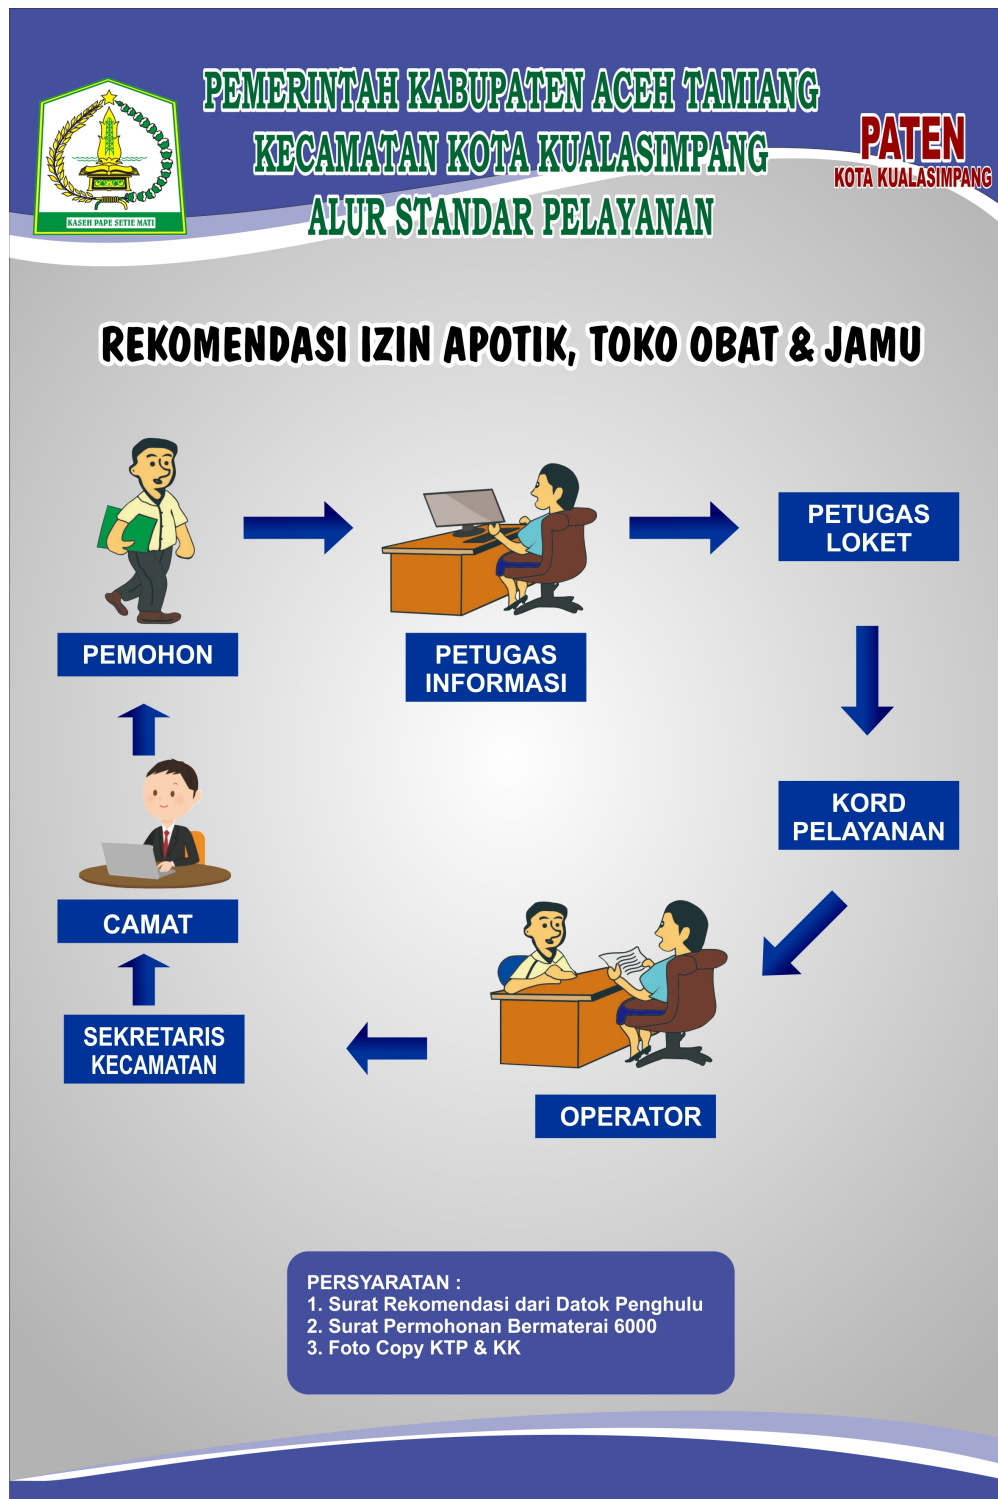 PEMERINTAH KABUPATEN ACEH TAMIANG
KECAMATAN KOTA KUALASIMPANG
ALUR STANDAR PELAYANAN
KASEH PAPE SETIE MATI
PATEN
KOTA KUALASIMPANG
REKOMENDASI IZIN APOTIK, TOKO OBAT & JAMU
PEMOHON
PETUGAS
INFORMASI
PETUGAS
LOKET
KORD
PELAYANAN
OPERATOR
SEKRETARIS
KECAMATAN
CAMAT
PERSYARATAN :
1. Surat Rekomendasi dari Datok Penghulu
2. Surat Permohonan Bermaterai 6000
3. Foto Copy KTP & KK